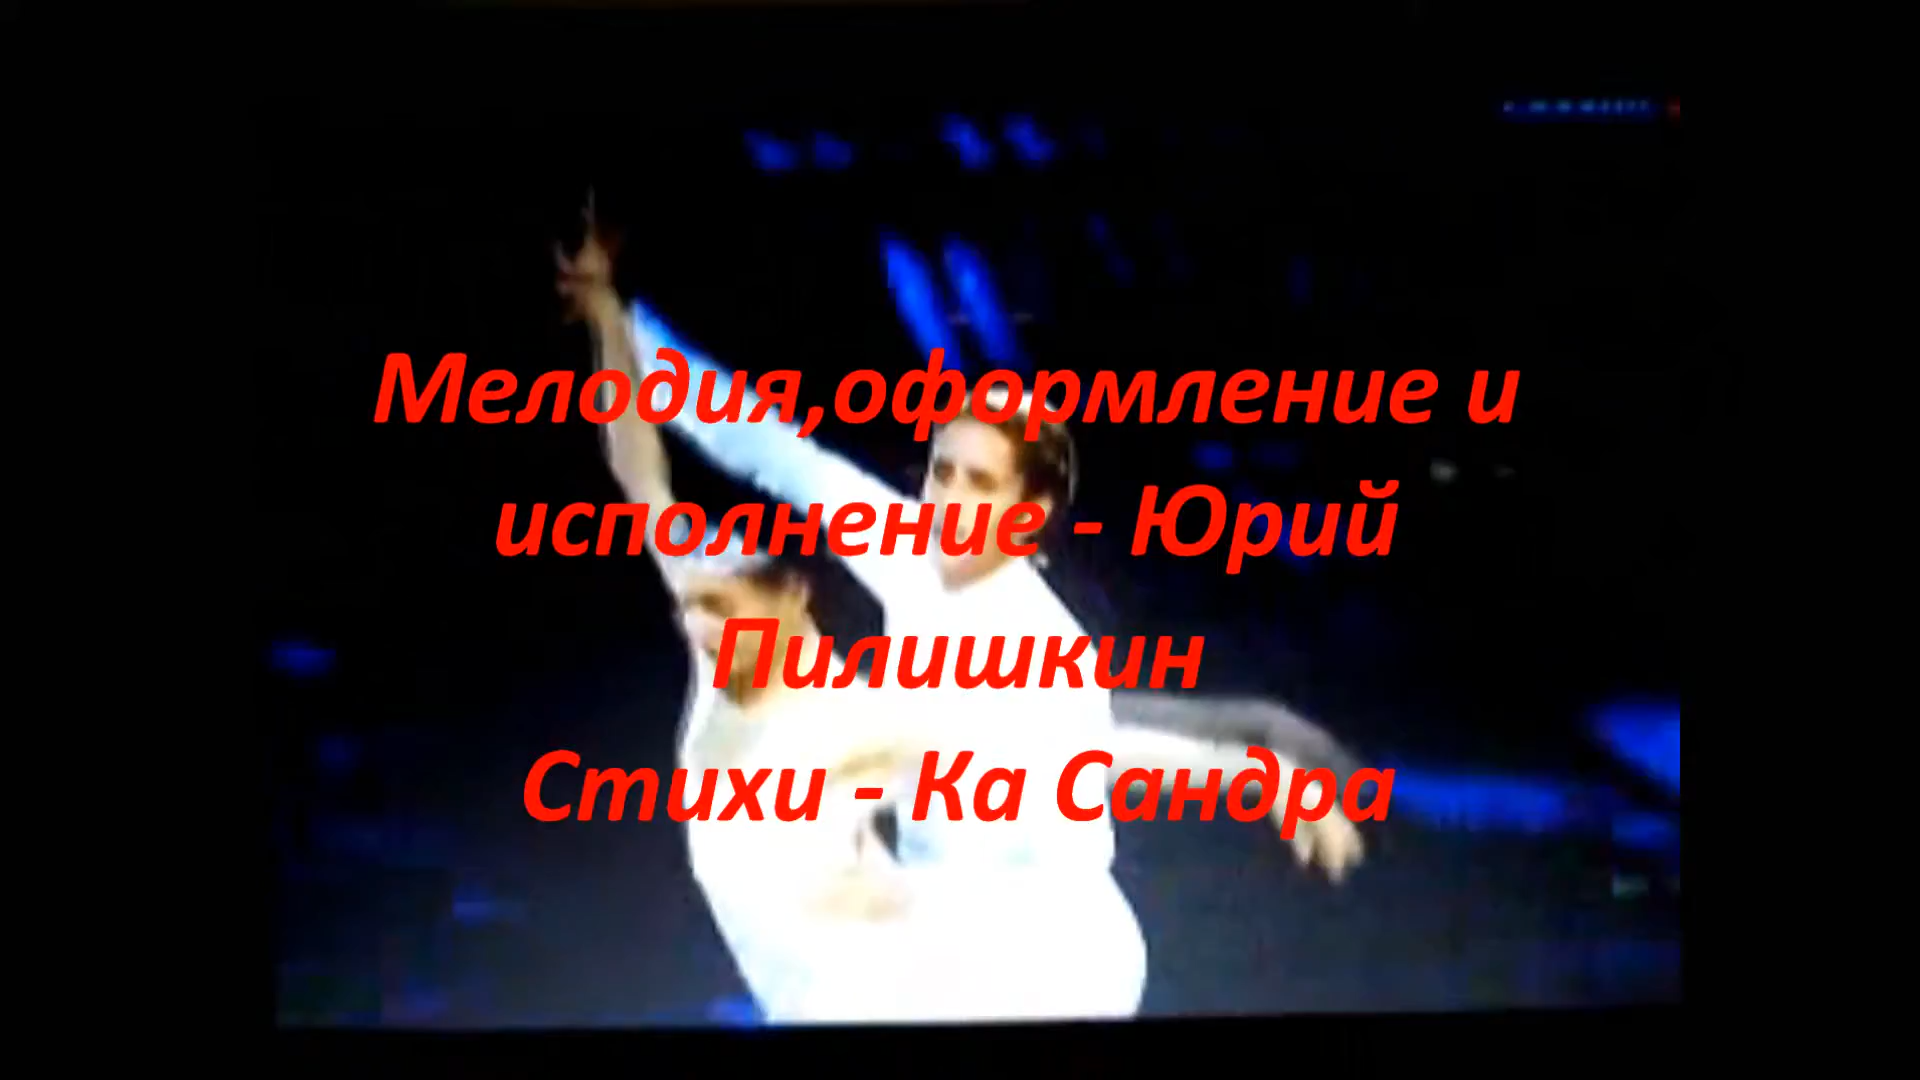 Мелодия,оформление и
исполнение - Юрий
Пилишкин
Стихи - Ка Сандра